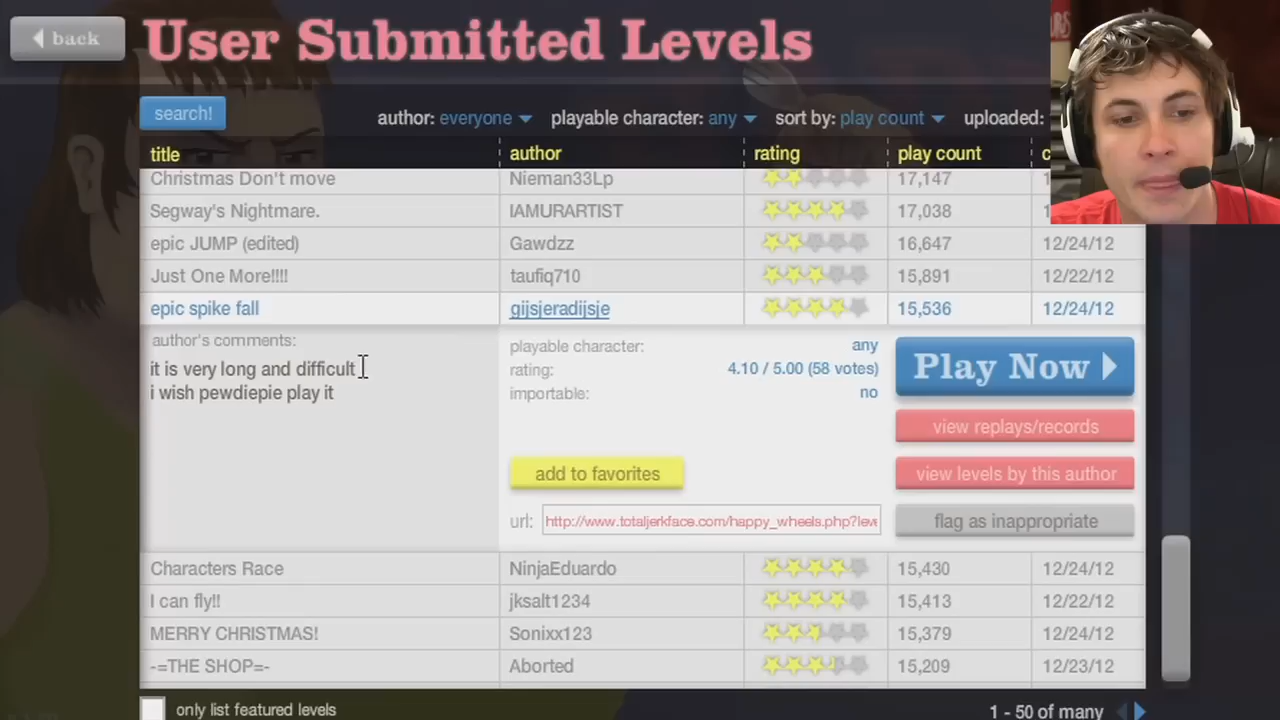 back
User Submitted Levels
search!
author: everyone playable character: any sort by: play count uploaded:
title author rating play count c
Christmas Don't move Nieman33Lp 17,147 1
Segway's Nightmare. IAMURARTIST 17,038 1
epic JUMP (edited) Gawdzz 16,647 12/24/12
Just One More!!!! taufiq710 15,891 12/22/12
epic spike fall gijsjeradijsje 15,536 12/24/12
author's comments:
it is very long and difficult
i wish pewdiepie play it
playable character: any
rating: 4.10 / 5.00 (58 votes)
importable: no
add to favorites
url: http://www.totaljerkface.com/happy_wheels.php?leve
Play Now
view replays/records
view levels by this author
flag as inappropriate
Characters Race NinjaEduardo 15,430 12/24/12
I can fly!! jksalt1234 15,413 12/22/12
MERRY CHRISTMAS! Sonixx123 15,379 12/24/12
-=THE SHOP=- Aborted 15,209 12/23/12
only list featured levels
1 - 50 of many